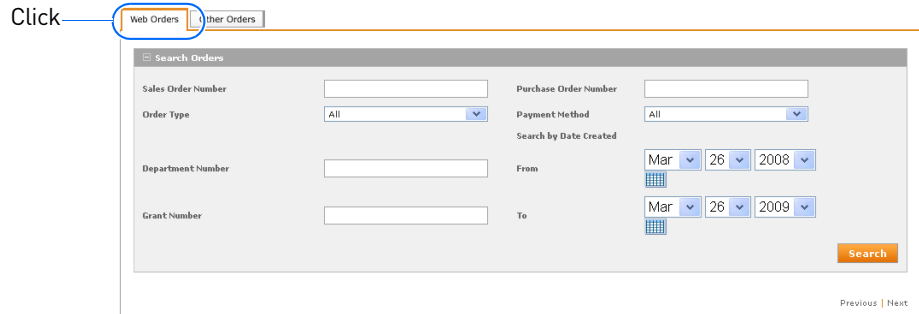 Click
Web Orders Other Orders
Search Orders
Sales Order Number Purchase Order Number
Order Type All Payment Method All
Search by Date Created
Department Number From Mar 26 2008
Grant Number To Mar 26 2009
Search
Previous | Next